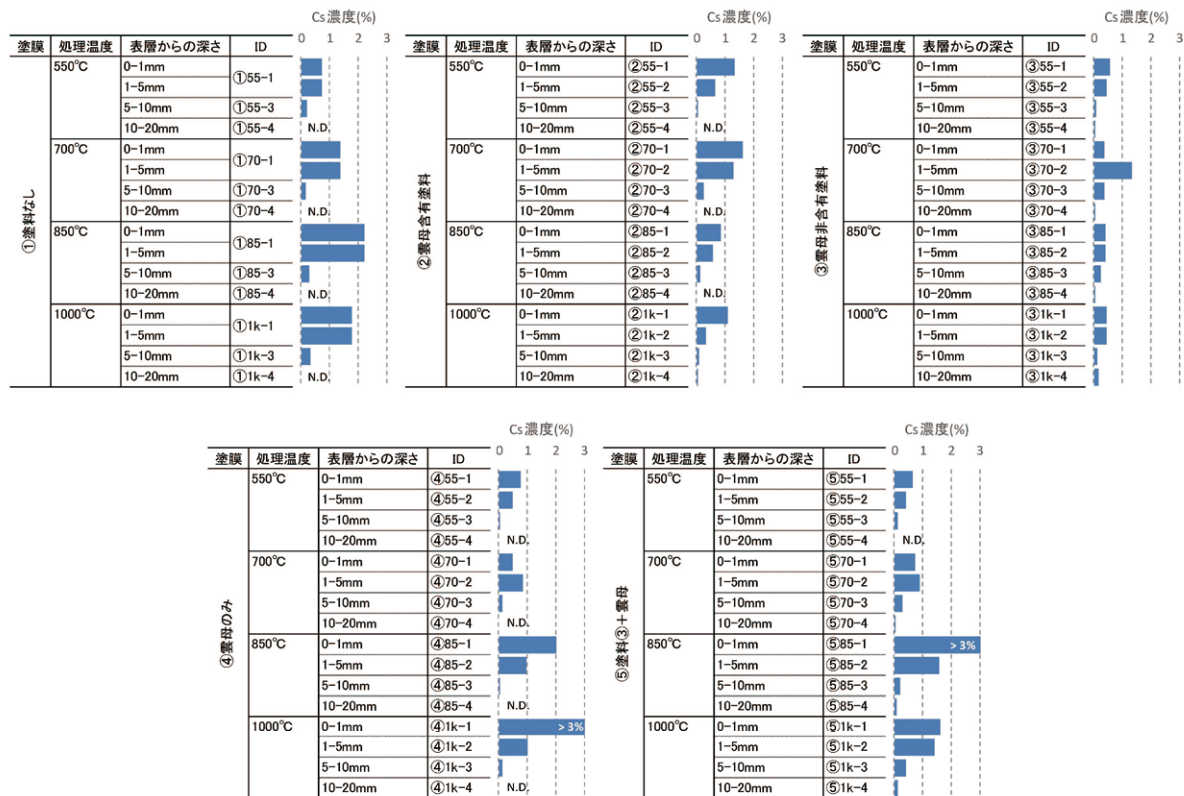 Cs濃度(%)
塗膜 処理温度 表層からの深さ ID 0 1 2 3
①塗料なし
550℃ 0-1mm ①55-1
1-5mm
5-10mm ①55-3
10-20mm ①55-4 N.D.
700℃ 0-1mm ①70-1
1-5mm
5-10mm ①70-3
10-20mm ①70-4 N.D.
850℃ 0-1mm ①85-1
1-5mm
5-10mm ①85-3
10-20mm ①85-4 N.D.
1000℃ 0-1mm ①1k-1
1-5mm
5-10mm ①1k-3
10-20mm ①1k-4 N.D.
Cs濃度(%)
塗膜 処理温度 表層からの深さ ID 0 1 2 3
②雲母含有塗料
550℃ 0-1mm ②55-1
1-5mm ②55-2
5-10mm ②55-3
10-20mm ②55-4 N.D.
700℃ 0-1mm ②70-1
1-5mm ②70-2
5-10mm ②70-3
10-20mm ②70-4 N.D.
850℃ 0-1mm ②85-1
1-5mm ②85-2
5-10mm ②85-3
10-20mm ②85-4 N.D.
1000℃ 0-1mm ②1k-1
1-5mm ②1k-2
5-10mm ②1k-3
10-20mm ②1k-4
Cs濃度(%)
塗膜 処理温度 表層からの深さ ID 0 1 2 3
③雲母非含有塗料
550℃ 0-1mm ③55-1
1-5mm ③55-2
5-10mm ③55-3
10-20mm ③55-4
700℃ 0-1mm ③70-1
1-5mm ③70-2
5-10mm ③70-3
10-20mm ③70-4
850℃ 0-1mm ③85-1
1-5mm ③85-2
5-10mm ③85-3
10-20mm ③85-4
1000℃ 0-1mm ③1k-1
1-5mm ③1k-2
5-10mm ③1k-3
10-20mm ③1k-4
Cs濃度(%)
塗膜 処理温度 表層からの深さ ID 0 1 2 3
④雲母のみ
550℃ 0-1mm ④55-1
1-5mm ④55-2
5-10mm ④55-3
10-20mm ④55-4 N.D.
700℃ 0-1mm ④70-1
1-5mm ④70-2
5-10mm ④70-3
10-20mm ④70-4 N.D.
850℃ 0-1mm ④85-1
1-5mm ④85-2
5-10mm ④85-3
10-20mm ④85-4 N.D.
1000℃ 0-1mm ④1k-1 > 3%
1-5mm ④1k-2
5-10mm ④1k-3
10-20mm ④1k-4 N.D.
Cs濃度(%)
塗膜 処理温度 表層からの深さ ID 0 1 2 3
⑤塗料③+雲母
550℃ 0-1mm ⑤55-1
1-5mm ⑤55-2
5-10mm ⑤55-3
10-20mm ⑤55-4 N.D.
700℃ 0-1mm ⑤70-1
1-5mm ⑤70-2
5-10mm ⑤70-3
10-20mm ⑤70-4
850℃ 0-1mm ⑤85-1 > 3%
1-5mm ⑤85-2
5-10mm ⑤85-3
10-20mm ⑤85-4
1000℃ 0-1mm ⑤1k-1
1-5mm ⑤1k-2
5-10mm ⑤1k-3
10-20mm ⑤1k-4